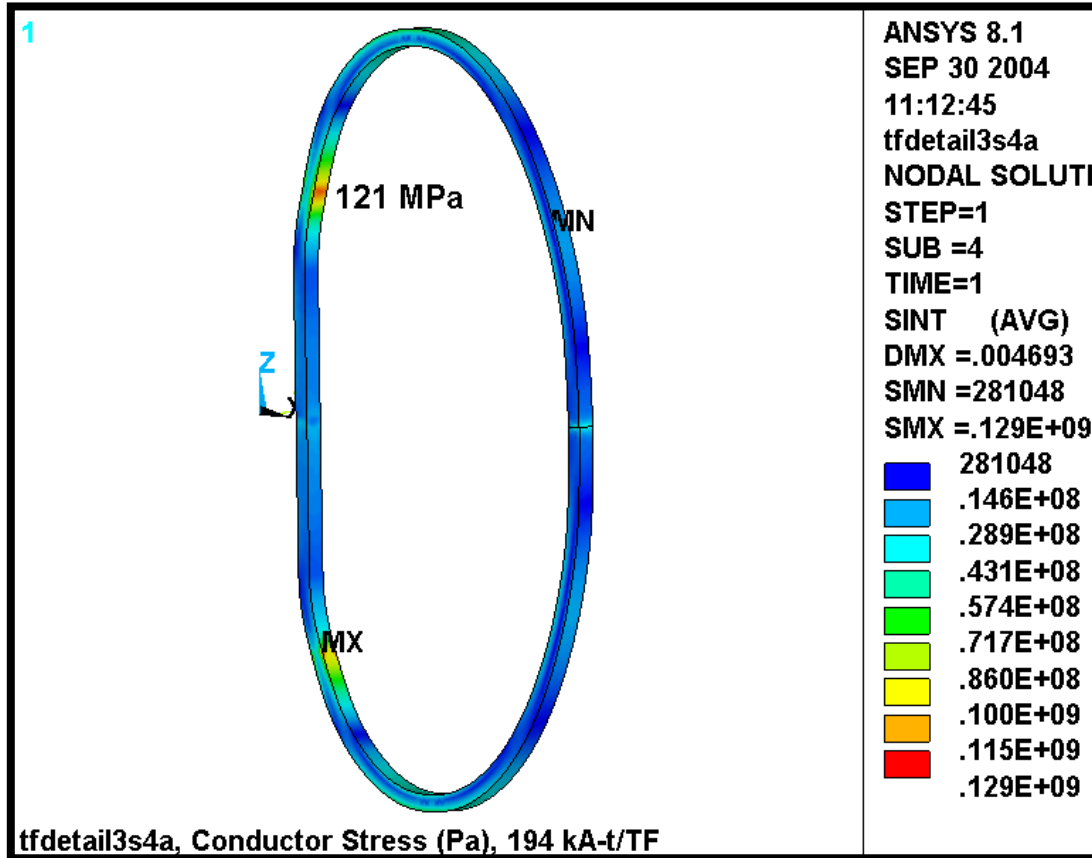 1
ANSYS 8.1
SEP 30 2004
11:12:45
tfdetail3s4a
NODAL SOLUTI
STEP=1
SUB =4
TIME=1
SINT (AVG)
DMX =.004693
SMN =281048
SMX =.129E+09
281048
.146E+08
.289E+08
.431E+08
.574E+08
.717E+08
.860E+08
.100E+09
.115E+09
.129E+09
121 MPa
MN
Z
MX
tfdetail3s4a, Conductor Stress (Pa), 194 kA-t/TF